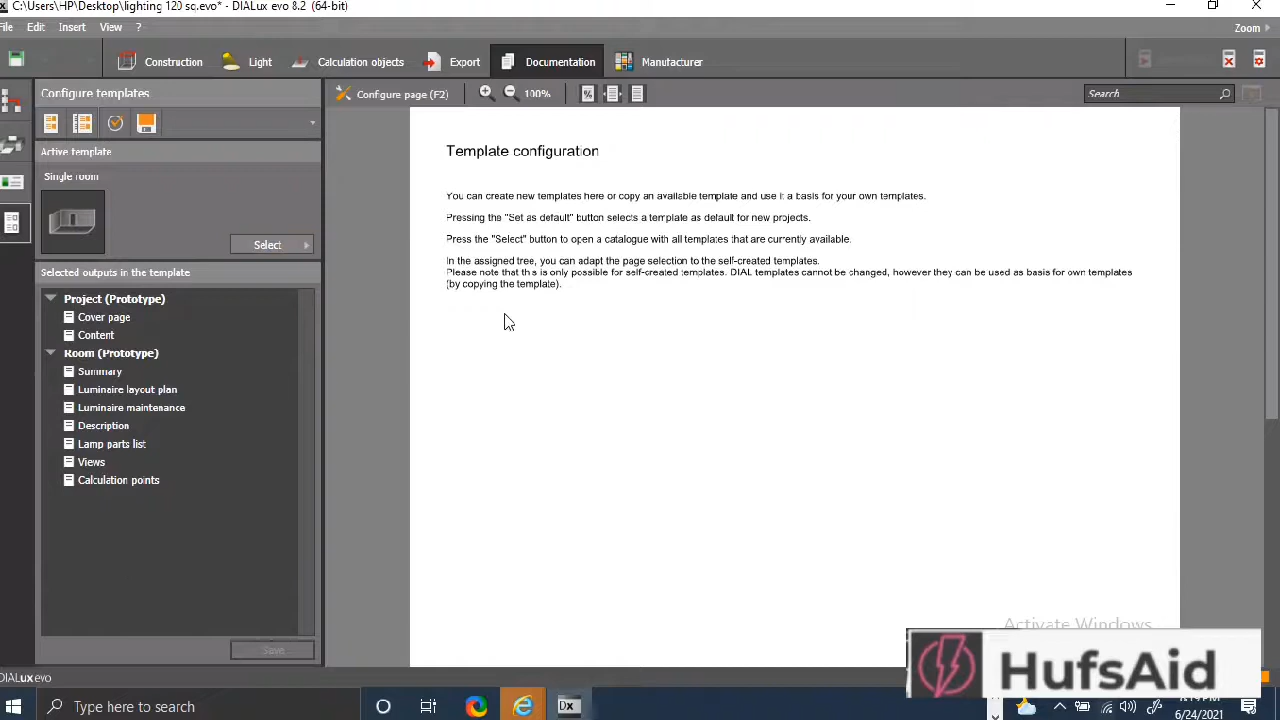 C:\Users\HP\Desktop\lighting 120 sq.evo* - DIALux evo 8.2 (64-bit)
File Edit Insert View ? Zoom
Construction Light Calculation objects Export Documentation Manufacturer
Configure templates
Configure page (F2) 100% Search
Active template
Single room
Select
Selected outputs in the template
Project (Prototype)
Cover page
Content
Room (Prototype)
Summary
Luminaire layout plan
Luminaire maintenance
Description
Lamp parts list
Views
Calculation points
Save
Template configuration
You can create new templates here or copy an available template and use it a basis for your own templates.
Pressing the "Set as default" button selects a template as default for new projects.
Press the "Select" button to open a catalogue with all templates that are currently available.
In the assigned tree, you can adapt the page selection to the self-created templates.
Please note that this is only possible for self-created templates. DIAL templates cannot be changed, however they can be used as basis for own templates
(by copying the template).
Activate Windows
HufsAid
DIALux evo
Type here to search
Dx
6/24/2021